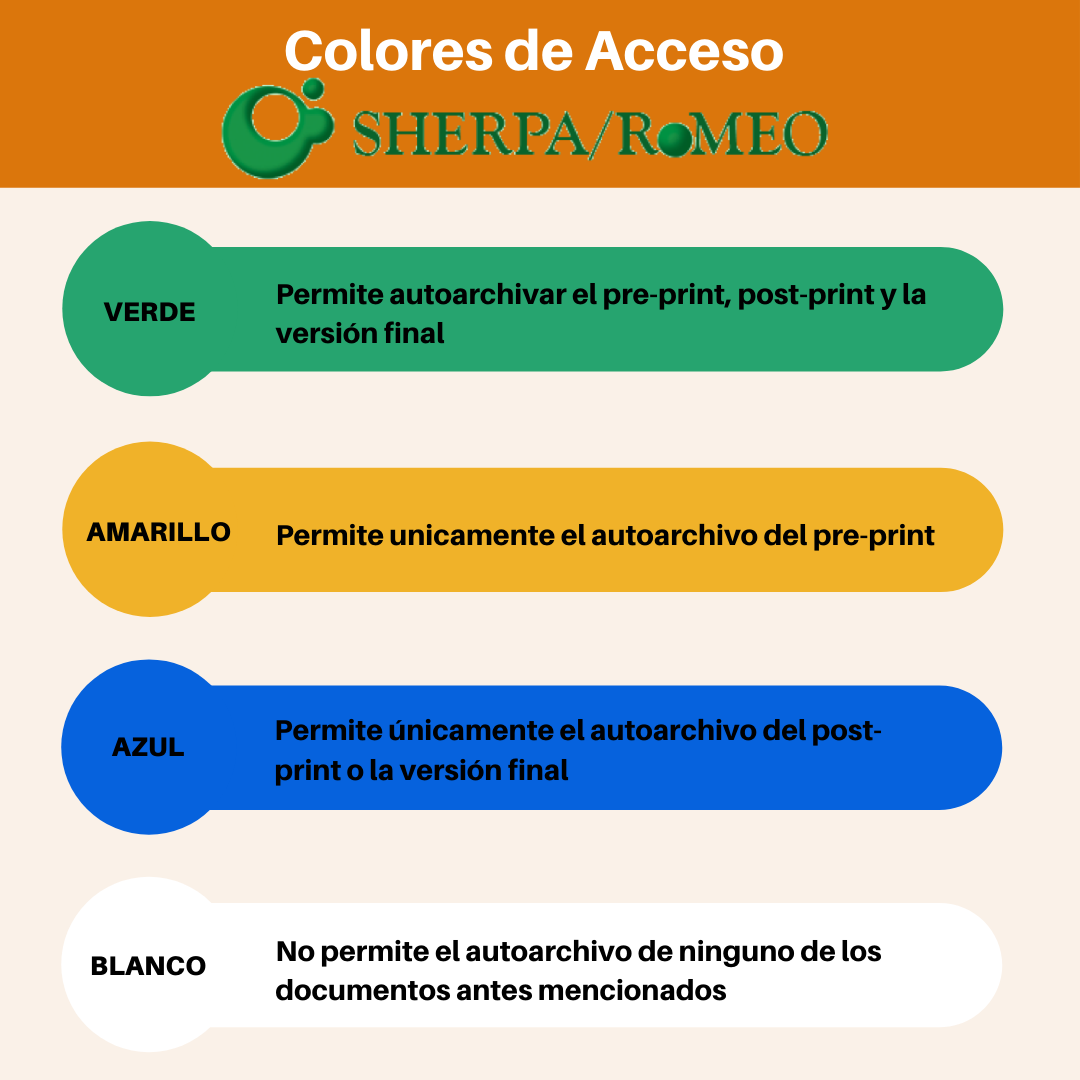 Colores de Acceso
SHERPA/RoMEO
VERDE
Permite autoarchivar el pre-print, post-print y la
versión final
AMARILLO
Permite unicamente el autoarchivo del pre-print
AZUL
Permite únicamente el autoarchivo del post-
print o la versión final
BLANCO
No permite el autoarchivo de ninguno de los
documentos antes mencionados